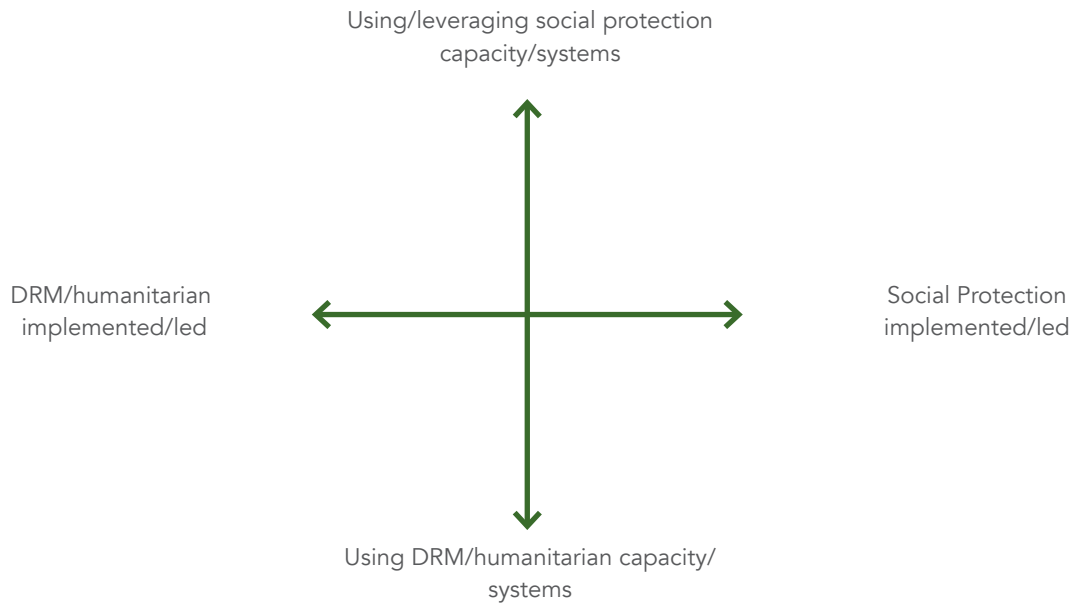 Using/leveraging social protection
capacity/systems
DRM/humanitarian
implemented/led
Social Protection
implemented/led
Using DRM/humanitarian capacity/
systems